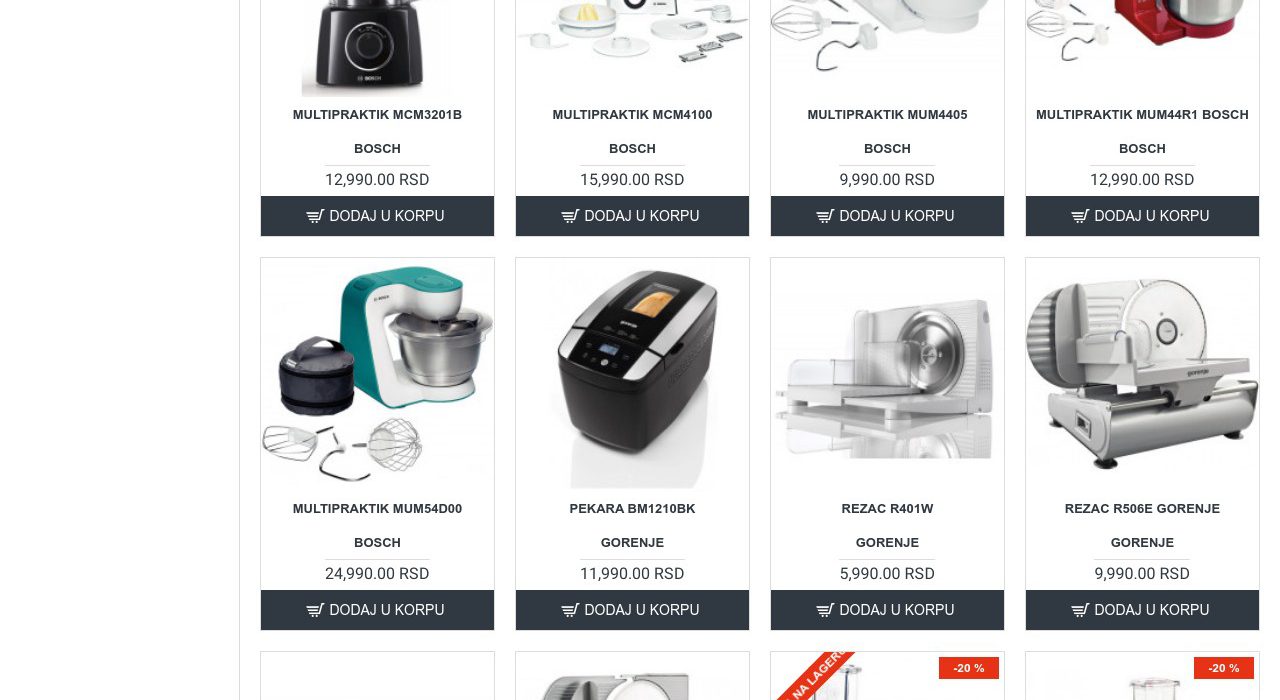 BOSCH
MULTIPRAKTIK MCM3201B
BOSCH
12,990.00 RSD
DODAJ U KORPU
MULTIPRAKTIK MCM4100
BOSCH
15,990.00 RSD
DODAJ U KORPU
MULTIPRAKTIK MUM4405
BOSCH
9,990.00 RSD
DODAJ U KORPU
MULTIPRAKTIK MUM44R1 BOSCH
BOSCH
12,990.00 RSD
DODAJ U KORPU
BOSCH
MULTIPRAKTIK MUM54D00
BOSCH
24,990.00 RSD
DODAJ U KORPU
gorenje
PEKARA BM1210BK
GORENJE
11,990.00 RSD
DODAJ U KORPU
REZAC R401W
GORENJE
5,990.00 RSD
DODAJ U KORPU
gorenje
REZAC R506E GORENJE
GORENJE
9,990.00 RSD
DODAJ U KORPU
NA LAGERU
-20 %
-20 %